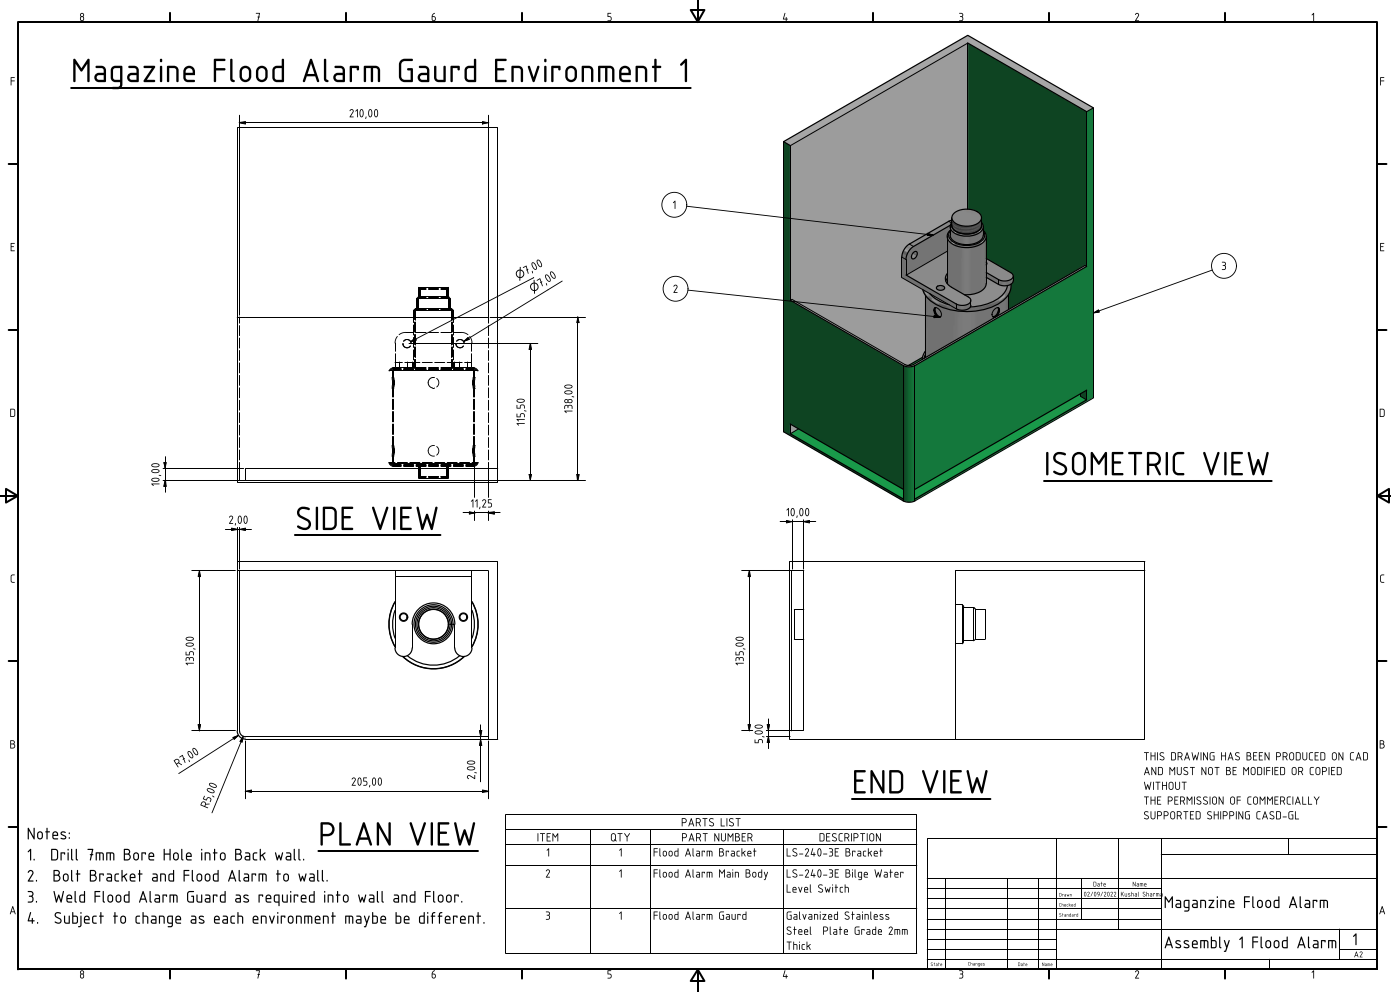 8 7 6 5 4 3 2 1
F
E
D
C
B
A
F
E
D
C
B
A
Magazine Flood Alarm Gaurd Environment 1
210,00
Ø7,00
Ø7,00
115,50
138,00
10,00
11,25
SIDE VIEW
1
2
3
ISOMETRIC VIEW
2,00
135,00
R7,00
R5,00
205,00
2,00
PLAN VIEW
10,00
135,00
5,00
END VIEW
THIS DRAWING HAS BEEN PRODUCED ON CAD
AND MUST NOT BE MODIFIED OR COPIED
WITHOUT
THE PERMISSION OF COMMERCIALLY
SUPPORTED SHIPPING CASD-GL
Notes:
1. Drill 7mm Bore Hole into Back wall.
2. Bolt Bracket and Flood Alarm to wall.
3. Weld Flood Alarm Guard as required into wall and Floor.
4. Subject to change as each environment maybe be different.
PARTS LIST
ITEM QTY PART NUMBER DESCRIPTION
1 1 Flood Alarm Bracket LS-240-3E Bracket
2 1 Flood Alarm Main Body LS-240-3E Bilge Water
Level Switch
3 1 Flood Alarm Gaurd Galvanized Stainless
Steel Plate Grade 2mm
Thick
Date Name
Drawn 02/09/2022 Kushal Sharma
Checked
Standard
Maganzine Flood Alarm
Assembly 1 Flood Alarm
1
A2
State Changes Date Name
8 7 6 5 4 3 2 1